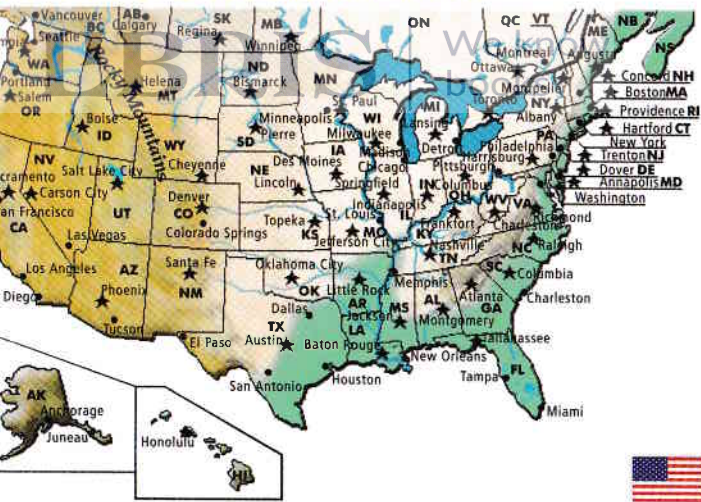 Vancouver
BC
AB
Calgary
SK
Regina
MB
Winnipeg
ON
QC
VT
ME
NB
NS
Seattle
WA
Portland
Salem
OR
Rocky Mountains
Helena
MT
ND
Bismarck
MN
St. Paul
Minneapolis
WI
Milwaukee
Madison
MI
Lansing
Detroit
Toronto
Ottawa
Montreal
Montpelier
August
NY
Albany
We know
Concord NH
Boston MA
Providence RI
Hartford CT
New York
Trenton NJ
Dover DE
Annapolis MD
Washington
Boise
ID
WY
Cheyenne
Pierre
SD
NE
Lincoln
IA
Des Moines
Chicago
Springfield
IN
Indianapolis
IL
OH
Columbus
Pittsburgh
PA
Harrisburg
Philadelphia
NV
Salt Lake City
Carson City
cramento
an Francisco
CA
UT
Denver
CO
Colorado Springs
Topeka
KS
St. Louis
MO
Jefferson City
KY
Frankfort
WV
VA
Charleston
Richmond
Las Vegas
Los Angeles
Diego
AZ
Phoenix
Tucson
Santa Fe
NM
El Paso
Oklahoma City
OK
Little Rock
AR
Memphis
Nashville
TN
NC
Raleigh
SC
Columbia
Charleston
Atlanta
GA
AL
Montgomery
MS
Jackson
LA
Dallas
TX
Austin
Baton Rouge
New Orleans
Tallahassee
San Antonio
Houston
Tampa
FL
Miami
AK
Anchorage
Juneau
Honolulu
HI